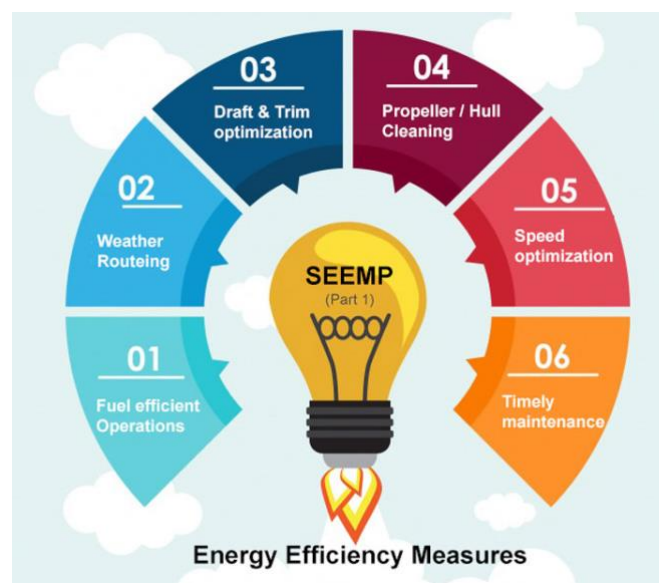 01
Fuel efficient
Operations
02
Weather
Routeing
03
Draft & Trim
optimization
04
Propeller / Hull
Cleaning
05
Speed
optimization
06
Timely
maintenance
SEEMP
(Part 1)
Energy Efficiency Measures